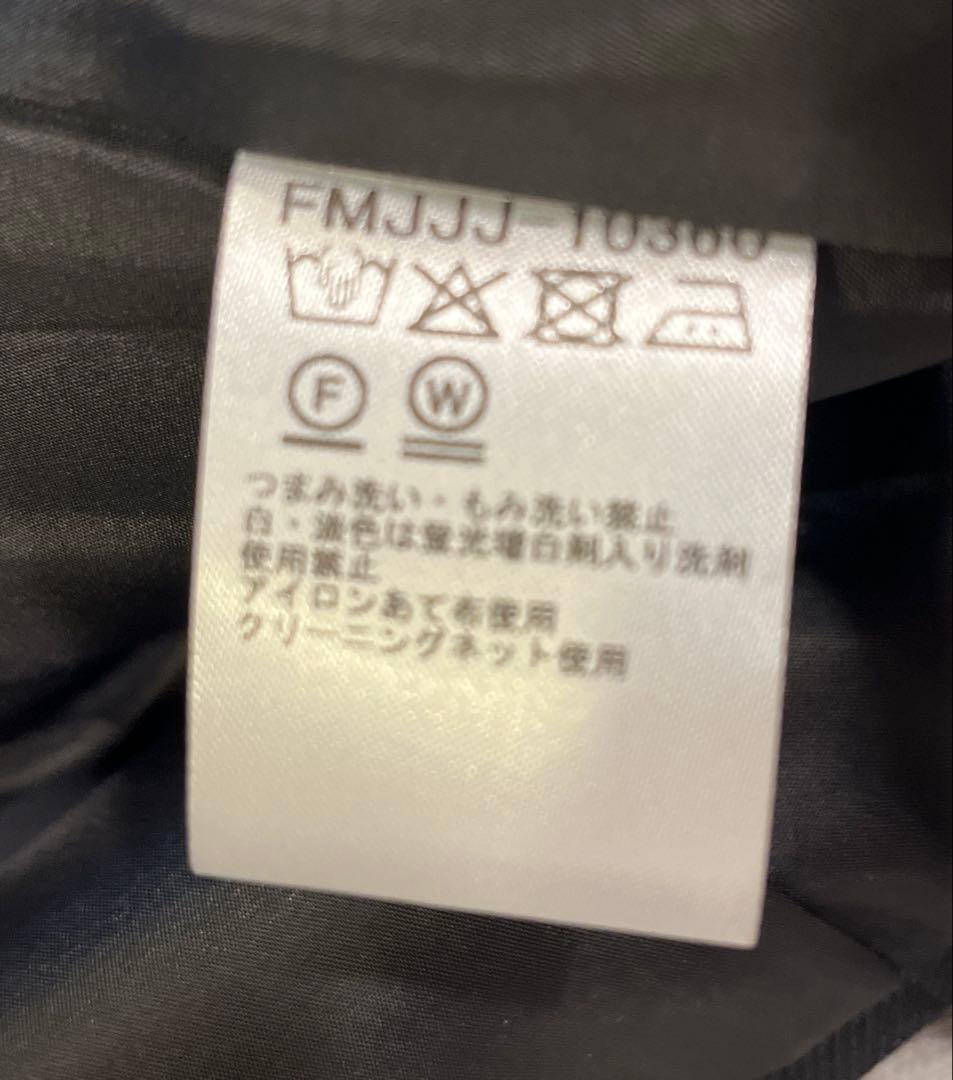 FMJJJ-10360
F W
つまみ洗い・もみ洗い禁止
白・淡色は蛍光増白剤入り洗剤
使用禁止
アイロンあて布使用
クリーニングネット使用